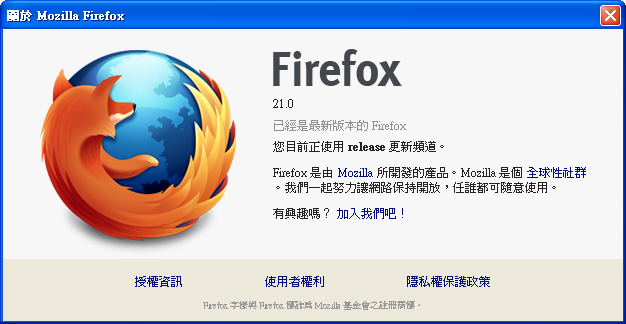 關於 Mozilla Firefox
Firefox
21.0
已經是最新版本的 Firefox
您目前正使用 release 更新頻道。
Firefox 是由 Mozilla 所開發的產品。Mozilla 是個 全球性社群
。我們一起努力讓網路保持開放，任誰都可隨意使用。
有興趣嗎？ 加入我們吧！
授權資訊 使用者權利 隱私權保護政策
Firefox 字樣與 Firefox 標誌為 Mozilla 基金會之註冊商標。